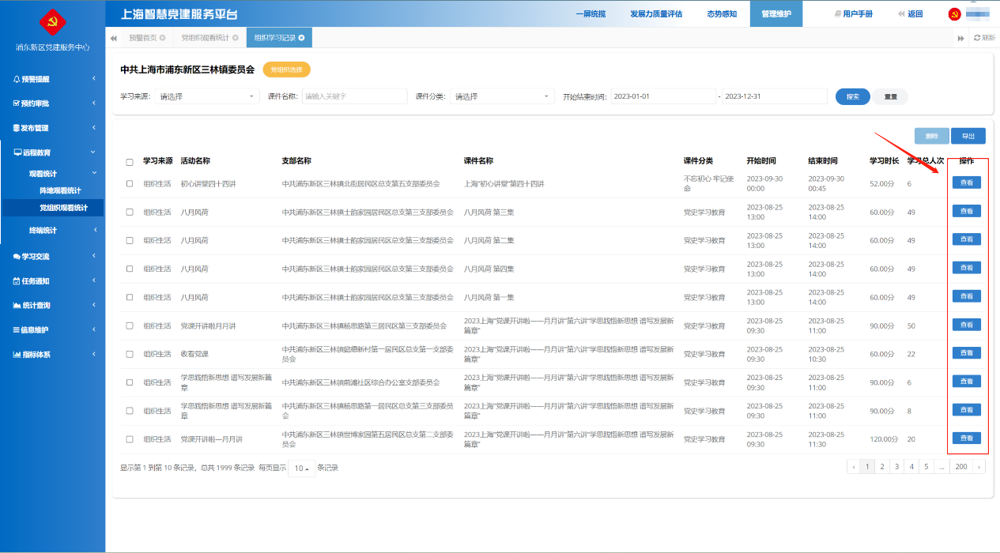 上海智慧党建服务平台
一屏统揽 发展力质量评估 态势感知 管理维护 用户手册 返回
浦东新区党建服务中心
预警首页 党组织观看统计 组织学习记录 刷新
预警提醒
预约审批
发布管理
远程教育
观看统计
阵地观看统计
党组织观看统计
终端统计
学习交流
任务通知
统计查询
信息维护
指标体系
中共上海市浦东新区三林镇委员会 党组织选择
学习来源: 请选择 课件名称: 请输入关键字 课件分类: 请选择 开始结束时间: 2023-01-01 - 2023-12-31 搜索 重置
删除 导出
学习来源 活动名称 支部名称 课件名称 课件分类 开始时间 结束时间 学习时长 学习总人次 操作
组织生活 初心讲堂四十四讲 中共浦东新区三林镇北街居民区总支第五支部委员会 上海"初心讲堂"第四十四讲 不忘初心 牢记使命 2023-09-30 00:00 2023-09-30 00:45 52.00分 6 查看
组织生活 八月风荷 中共浦东新区三林镇士韵家园居民区总支第三支部委员会 八月风荷 第三集 党史学习教育 2023-08-25 13:00 2023-08-25 14:00 60.00分 49 查看
组织生活 八月风荷 中共浦东新区三林镇士韵家园居民区总支第三支部委员会 八月风荷 第二集 党史学习教育 2023-08-25 13:00 2023-08-25 14:00 60.00分 49 查看
组织生活 八月风荷 中共浦东新区三林镇士韵家园居民区总支第三支部委员会 八月风荷 第四集 党史学习教育 2023-08-25 13:00 2023-08-25 14:00 60.00分 49 查看
组织生活 八月风荷 中共浦东新区三林镇士韵家园居民区总支第三支部委员会 八月风荷 第一集 党史学习教育 2023-08-25 13:00 2023-08-25 14:00 60.00分 49 查看
组织生活 党课开讲啦月月讲 中共浦东新区三林镇杨思路第三居民区第三支部委员会 2023上海"党课开讲啦——月月讲"第六讲"学思践悟新思想 谱写发展新篇章" 党史学习教育 2023-08-25 09:30 2023-08-25 11:00 90.00分 50 查看
组织生活 收看党课 中共浦东新区三林镇懿德新村第一居民区总支第一支部委员会 2023上海"党课开讲啦——月月讲"第六讲"学思践悟新思想 谱写发展新篇章" 党史学习教育 2023-08-25 09:30 2023-08-25 10:30 60.00分 22 查看
组织生活 学思践悟新思想 谱写发展新篇章 中共浦东新区三林镇前滩社区综合办公室支部委员会 2023上海"党课开讲啦——月月讲"第六讲"学思践悟新思想 谱写发展新篇章" 党史学习教育 2023-08-25 09:30 2023-08-25 11:00 90.00分 6 查看
组织生活 学思践悟新思想 谱写发展新篇章 中共浦东新区三林镇杨思路第一居民区总支第三支部委员会 2023上海"党课开讲啦——月月讲"第六讲"学思践悟新思想 谱写发展新篇章" 党史学习教育 2023-08-25 09:30 2023-08-25 11:00 90.00分 8 查看
组织生活 党课开讲啦—月月讲 中共浦东新区三林镇世博家园第五居民区总支第二支部委员会 2023上海"党课开讲啦——月月讲"第六讲"学思践悟新思想 谱写发展新篇章" 党史学习教育 2023-08-25 09:30 2023-08-25 11:30 120.00分 20 查看
显示第 1 到第 10 条记录，总共 1999 条记录 每页显示 10 条记录 ‹ 1 2 3 4 5 ... 200 ›